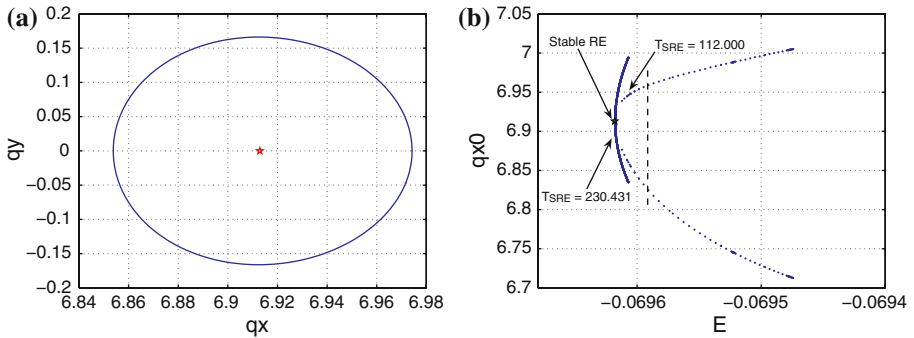 (a)
0.2
0.15
0.1
0.05
0
−0.05
−0.1
−0.15
−0.2
qy
6.84 6.86 6.88 6.9 6.92 6.94 6.96 6.98
qx
(b)
7.05
7
6.95
6.9
6.85
6.8
6.75
6.7
qx0
Stable RE
TSRE = 112.000
TSRE = 230.431
−0.0696 −0.0695 −0.0694
E